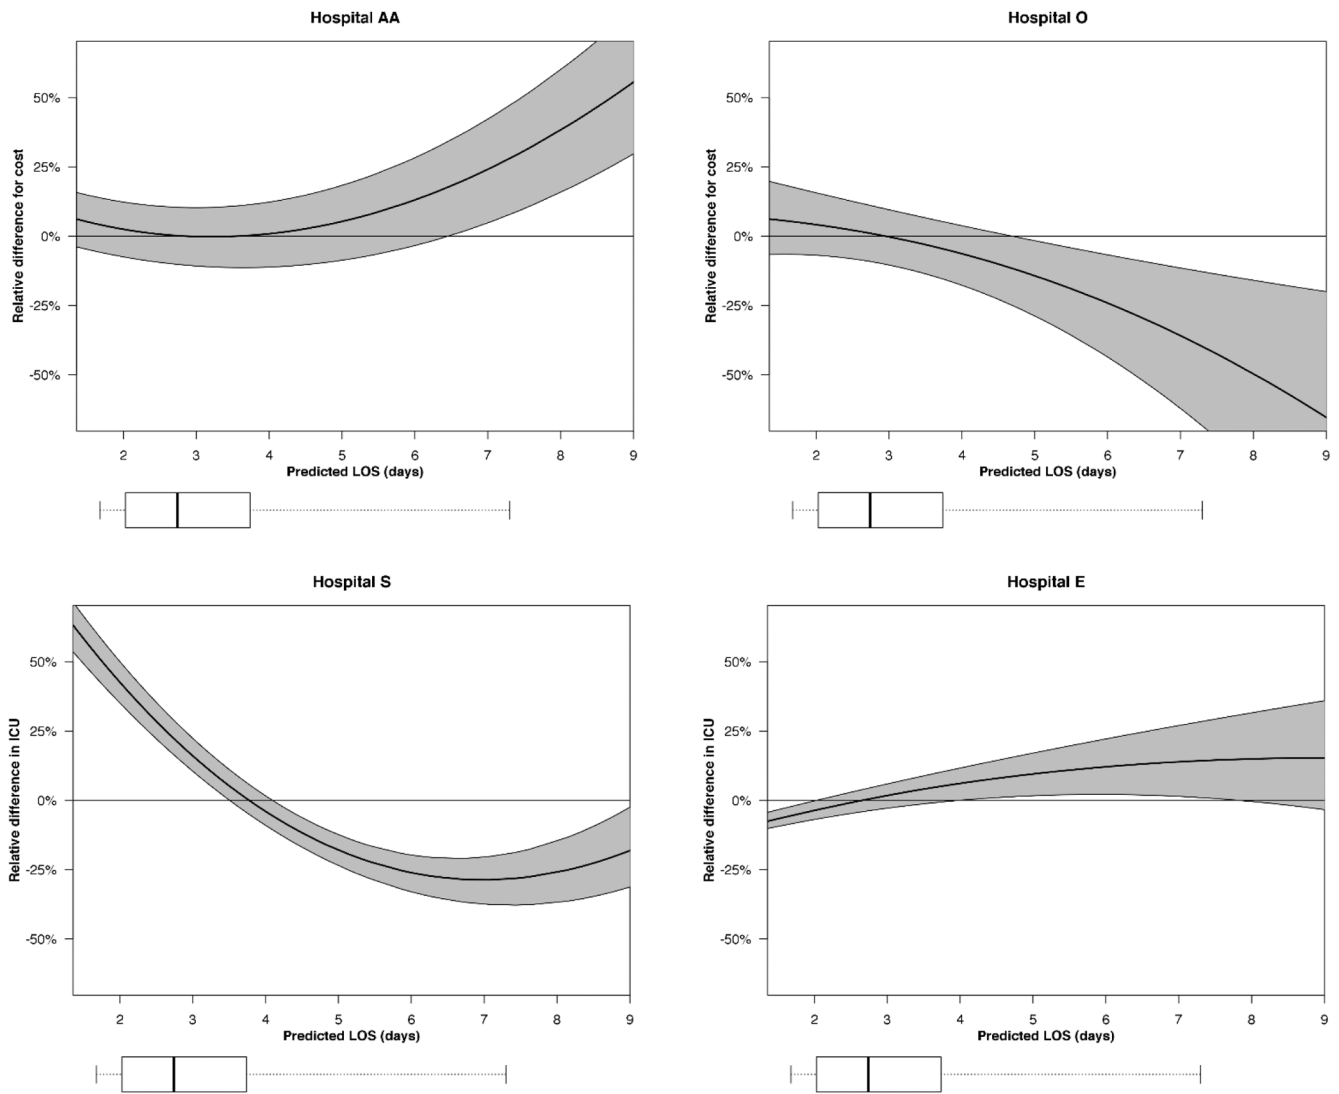 Hospital AA
Relative difference for cost
50%
25%
0%
-25%
-50%
2 3 4 5 6 7 8 9
Predicted LOS (days)
Hospital O
Relative difference for cost
50%
25%
0%
-25%
-50%
2 3 4 5 6 7 8 9
Predicted LOS (days)
Hospital S
Relative difference in ICU
50%
25%
0%
-25%
-50%
2 3 4 5 6 7 8 9
Predicted LOS (days)
Hospital E
Relative difference in ICU
50%
25%
0%
-25%
-50%
2 3 4 5 6 7 8 9
Predicted LOS (days)